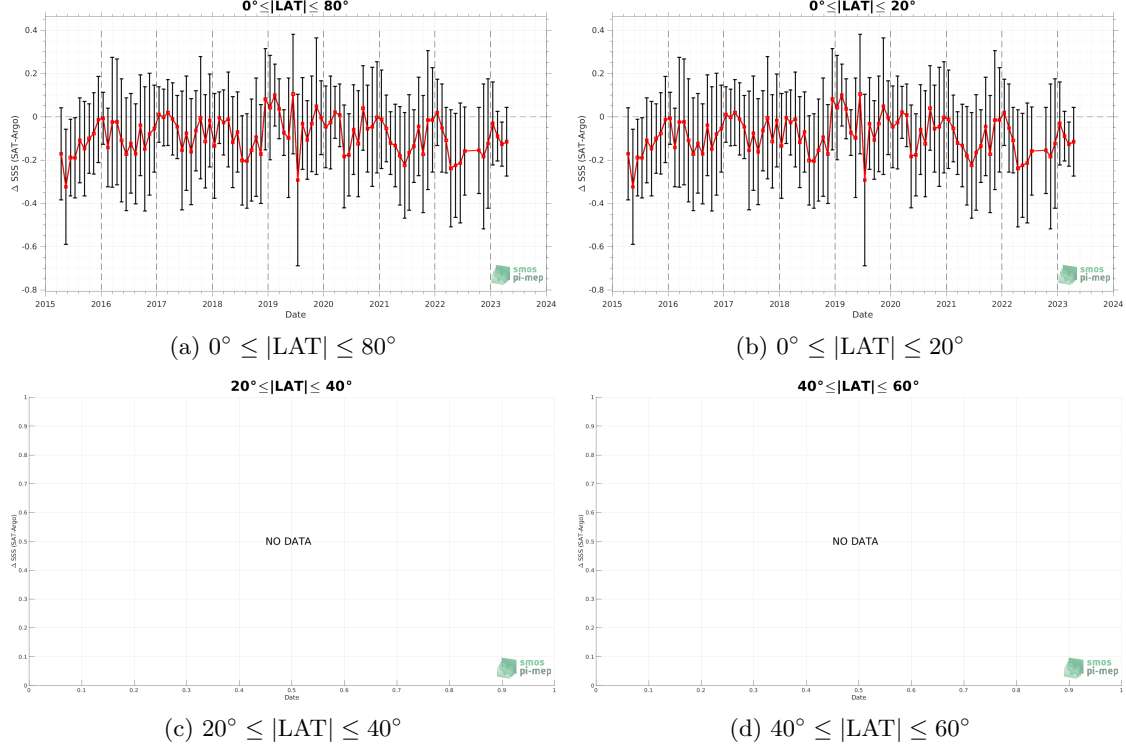 0°≤|LAT|≤ 80°
Δ SSS (SAT-Argo)
0.4
0.2
0
-0.2
-0.4
-0.6
-0.8
2015 2016 2017 2018 2019 2020 2021 2022 2023 2024
Date
smos
pi-mep
(a) 0° ≤ |LAT| ≤ 80°
0°≤|LAT|≤ 20°
Δ SSS (SAT-Argo)
0.4
0.2
0
-0.2
-0.4
-0.6
-0.8
2015 2016 2017 2018 2019 2020 2021 2022 2023 2024
Date
smos
pi-mep
(b) 0° ≤ |LAT| ≤ 20°
20°≤|LAT|≤ 40°
Δ SSS (SAT-Argo)
1
0.9
0.8
0.7
0.6
0.5
0.4
0.3
0.2
0.1
0
NO DATA
0 0.1 0.2 0.3 0.4 0.5 0.6 0.7 0.8 0.9 1
Date
smos
pi-mep
(c) 20° ≤ |LAT| ≤ 40°
40°≤|LAT|≤ 60°
Δ SSS (SAT-Argo)
1
0.9
0.8
0.7
0.6
0.5
0.4
0.3
0.2
0.1
0
NO DATA
0 0.1 0.2 0.3 0.4 0.5 0.6 0.7 0.8 0.9 1
Date
smos
pi-mep
(d) 40° ≤ |LAT| ≤ 60°